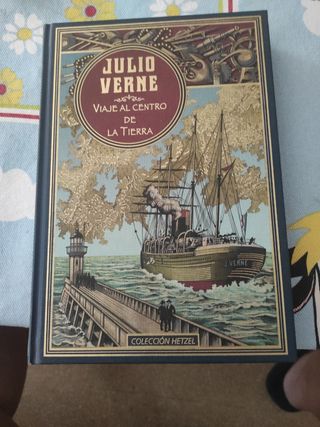 JULIO
VERNE
VIAJE AL CENTRO
DE
LA TIERRA
J. VERNE
COLECCIÓN HETZEL